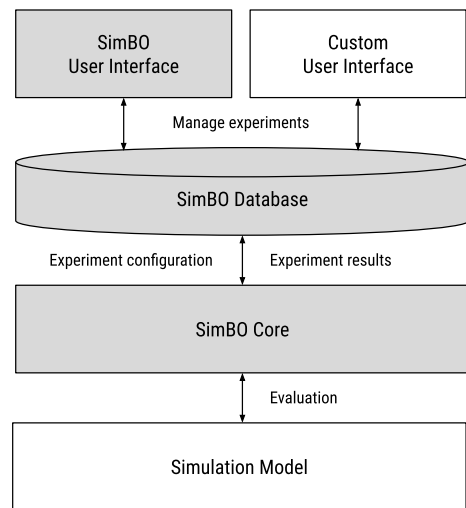 SimBO
User Interface
Custom
User Interface
Manage experiments
SimBO Database
Experiment configuration
Experiment results
SimBO Core
Evaluation
Simulation Model